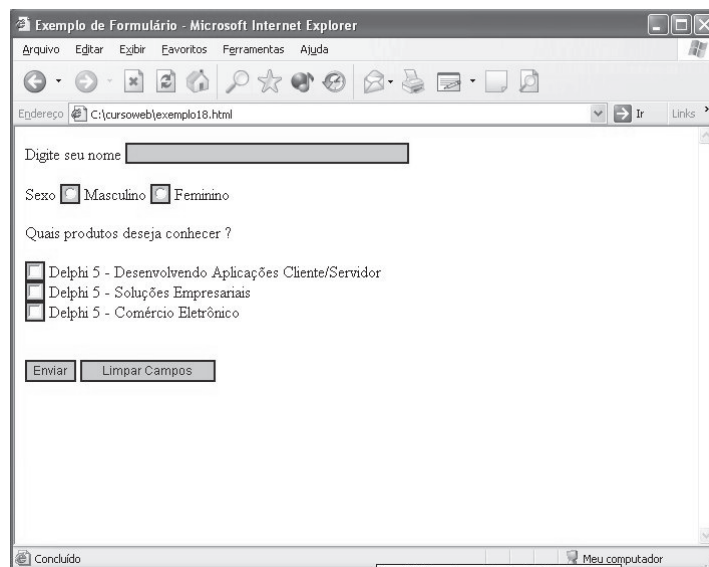 Exemplo de Formulário - Microsoft Internet Explorer
Arquivo Editar Exibir Favoritos Ferramentas Ajuda
Endereço C:\cursoweb\exemplo18.html Ir Links
Digite seu nome
Sexo Masculino Feminino
Quais produtos deseja conhecer ?
Delphi 5 - Desenvolvendo Aplicações Cliente/Servidor
Delphi 5 - Soluções Empresariais
Delphi 5 - Comércio Eletrônico
Enviar Limpar Campos
Concluído Meu computador